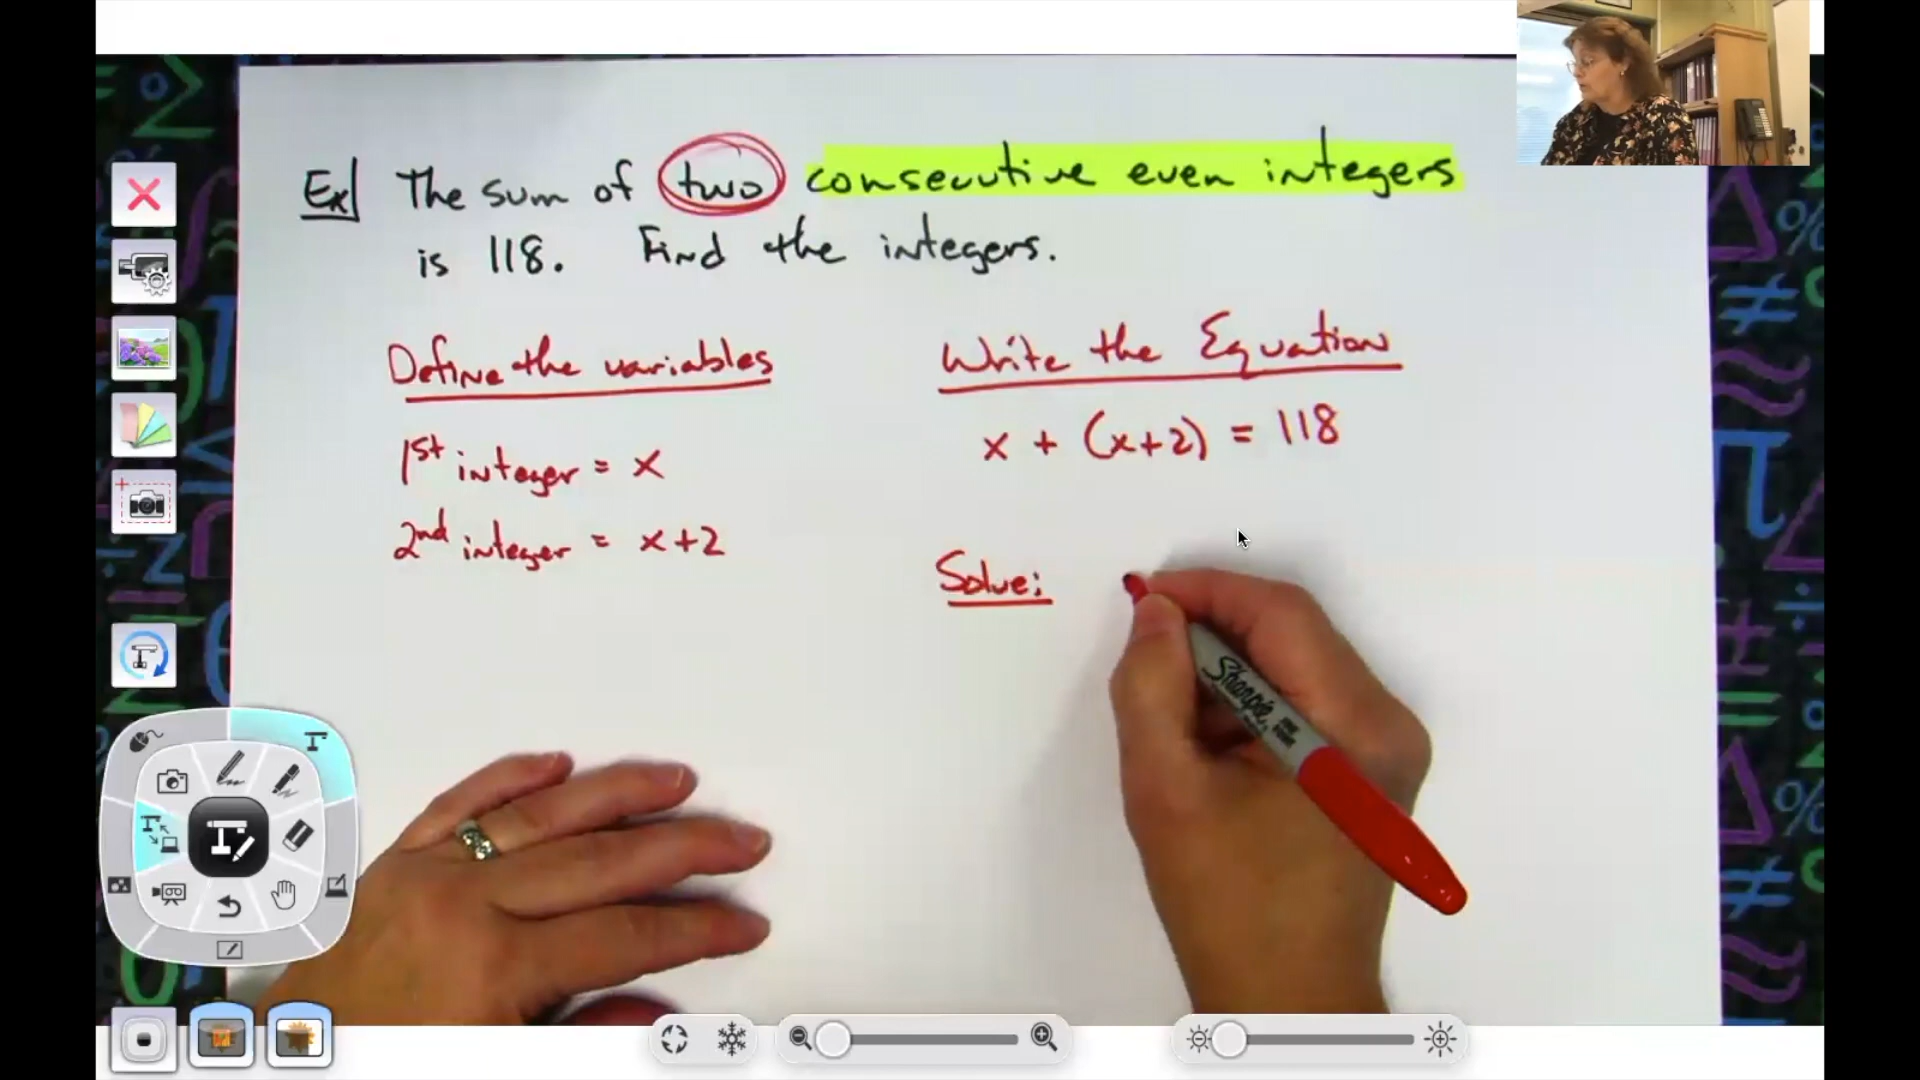 Ex| The sum of two consecutive even integers
is 118. Find the integers.
Define the variables
1st integer = x
2nd integer = x+2
Write the Equation
x + (x+2) = 118
Solve:
Sharpie